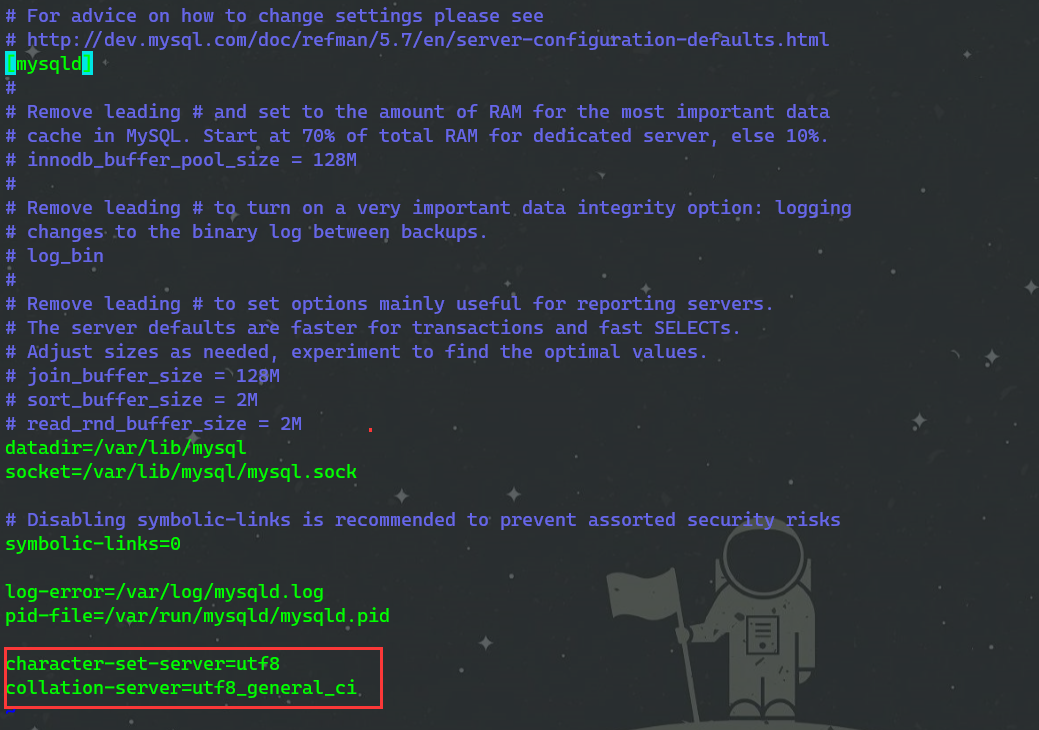 # For advice on how to change settings please see
# http://dev.mysql.com/doc/refman/5.7/en/server-configuration-defaults.html
[mysqld]
#
# Remove leading # and set to the amount of RAM for the most important data
# cache in MySQL. Start at 70% of total RAM for dedicated server, else 10%.
# innodb_buffer_pool_size = 128M
#
# Remove leading # to turn on a very important data integrity option: logging
# changes to the binary log between backups.
# log_bin
#
# Remove leading # to set options mainly useful for reporting servers.
# The server defaults are faster for transactions and fast SELECTs.
# Adjust sizes as needed, experiment to find the optimal values.
# join_buffer_size = 128M
# sort_buffer_size = 2M
# read_rnd_buffer_size = 2M
datadir=/var/lib/mysql
socket=/var/lib/mysql/mysql.sock
# Disabling symbolic-links is recommended to prevent assorted security risks
symbolic-links=0
log-error=/var/log/mysqld.log
pid-file=/var/run/mysqld/mysqld.pid
character-set-server=utf8
collation-server=utf8_general_ci